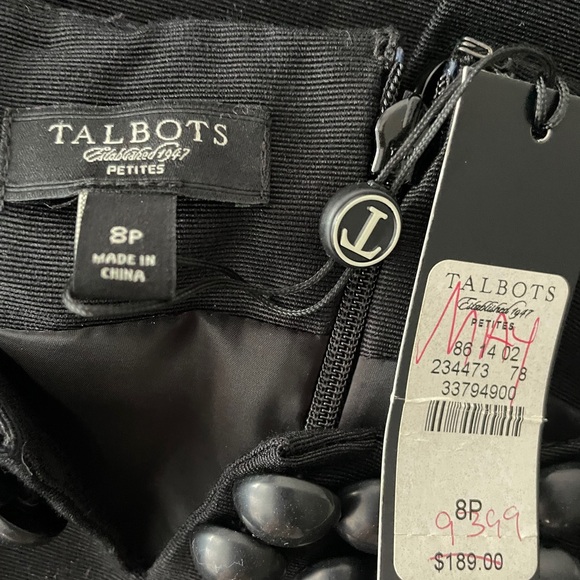 TALBOTS
Established 1947
PETITES
8P
MADE IN
CHINA
T
TALBOTS
Established 1947
PETITES
MAY
86 14 02
234473 78
33794900
8P
9399
$189.00